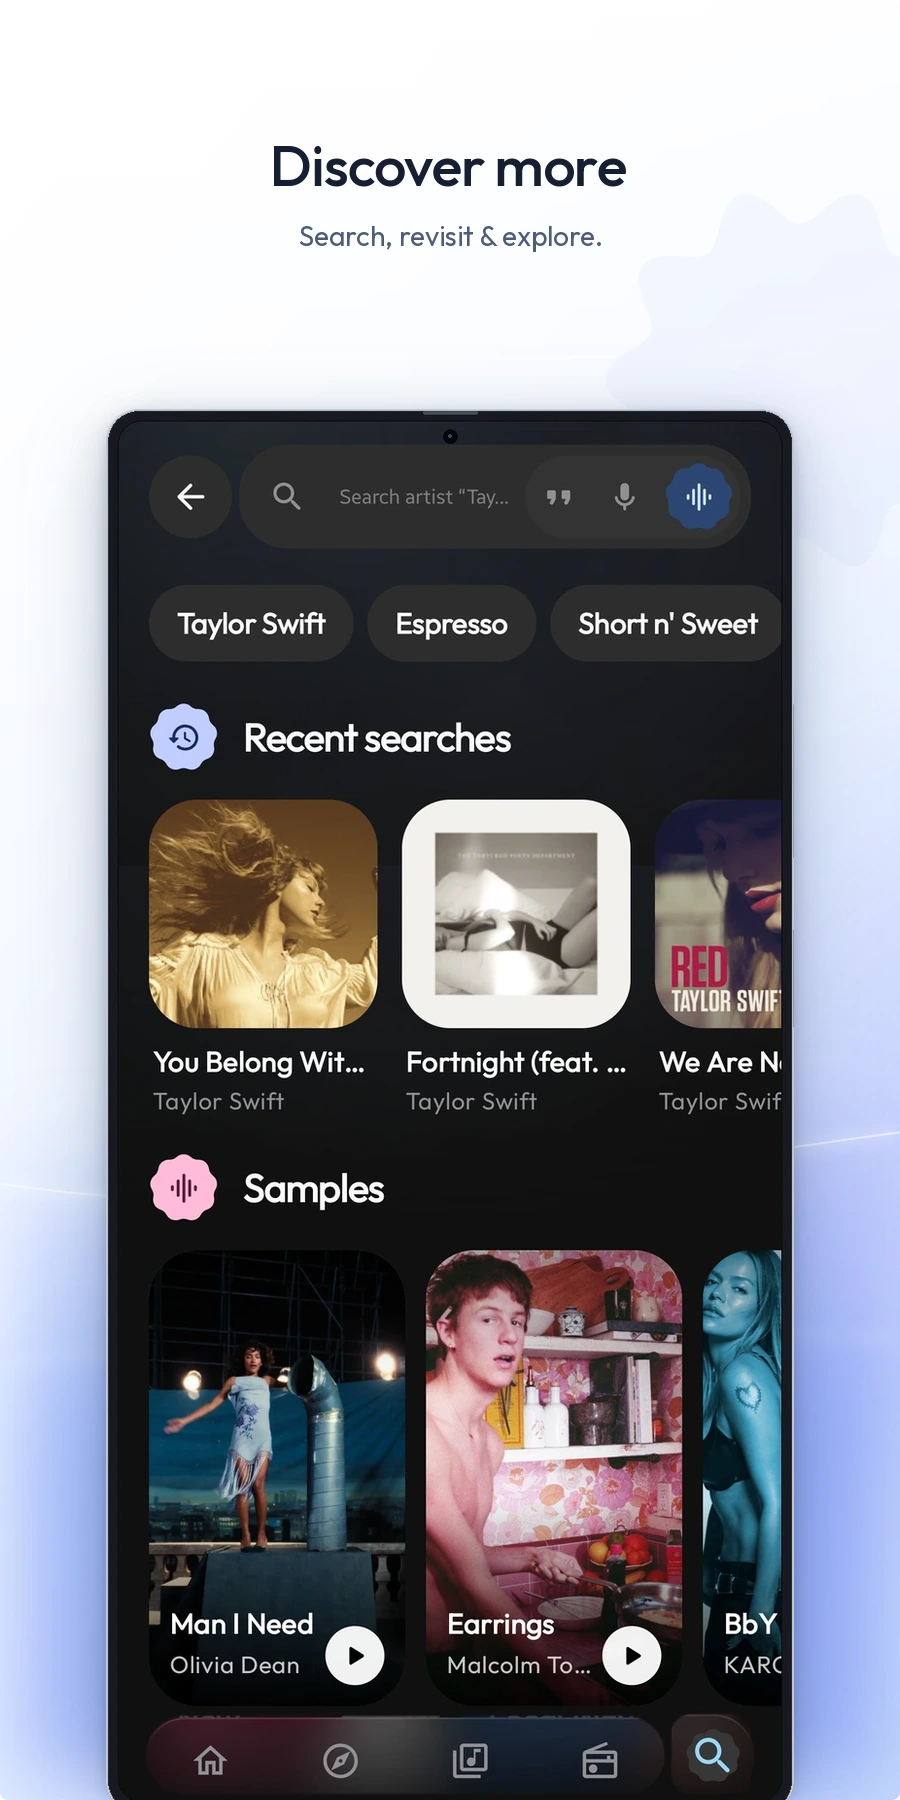 Discover more
Search, revisit & explore.
Search artist “Tay...
Taylor Swift
Espresso
Short n' Sweet
Recent searches
THE TORTURED POETS DEPARTMENT
RED
TAYLOR SWIF
You Belong Wit...
Fortnight (feat. ...
We Are N
Taylor Swift
Taylor Swift
Taylor Swif
Samples
Man I Need
Olivia Dean
Earrings
Malcolm To...
BbY
KARO